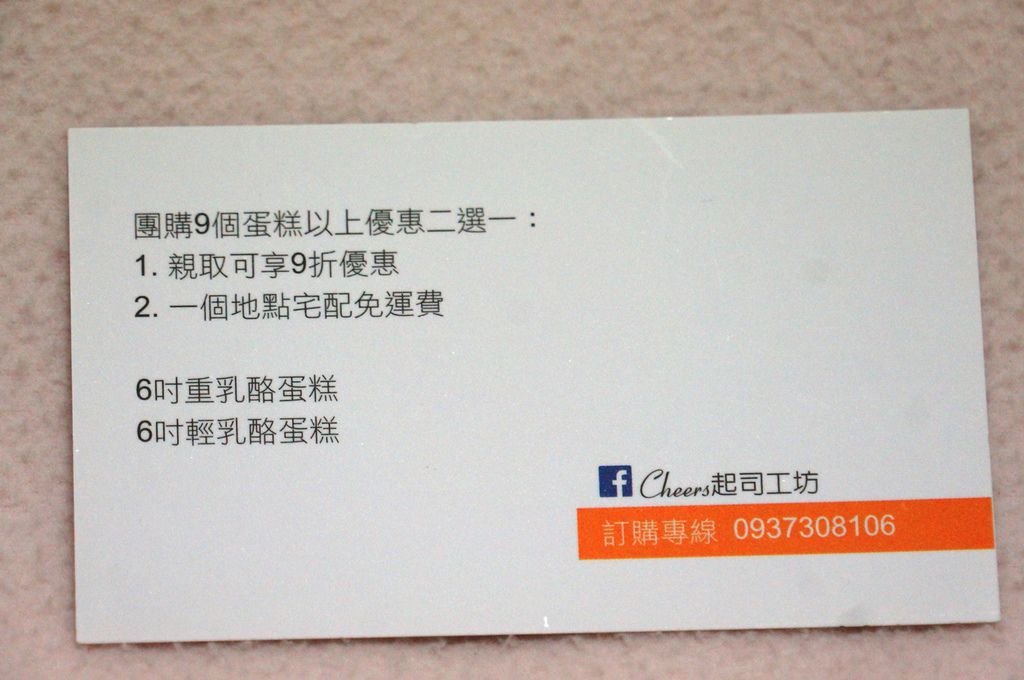 團購9個蛋糕以上優惠二選一：
1. 親取可享9折優惠
2. 一個地點宅配免運費
6吋重乳酪蛋糕
6吋輕乳酪蛋糕
f Cheers起司工坊
訂購專線 0937308106
1